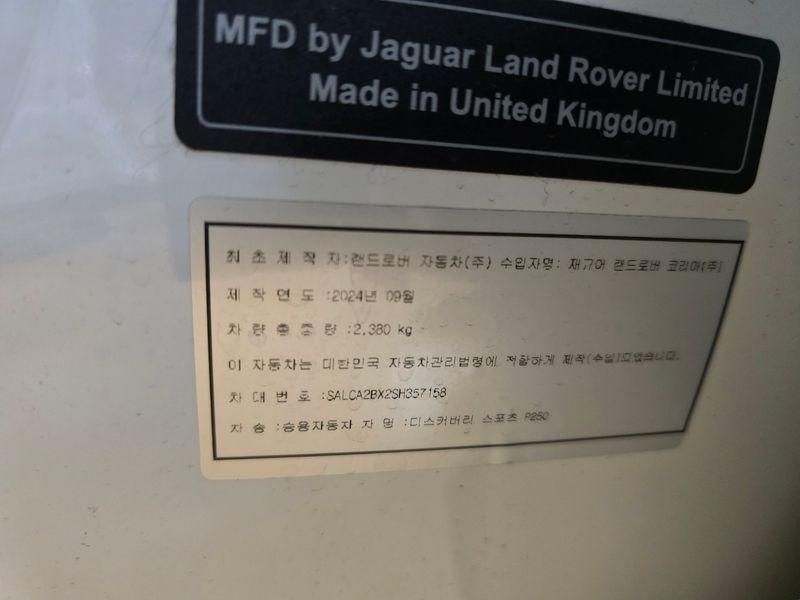 MFD by Jaguar Land Rover Limited
Made in United Kingdom
최 초 제 작 자:랜드로버 자동차(주) 수입자명: 재규어 랜드로버 코리아(주)
제 작 연 도 :2024년 09월
차 량 총 중 량 :2,380 kg
이 자동차는 대한민국 자동차관리법령에 적합하게 제작(수입)되었습니다.
차 대 번 호 :SALCA2BX2SH357158
차 종 :승용자동차 차 명 :디스커버리 스포츠 P250